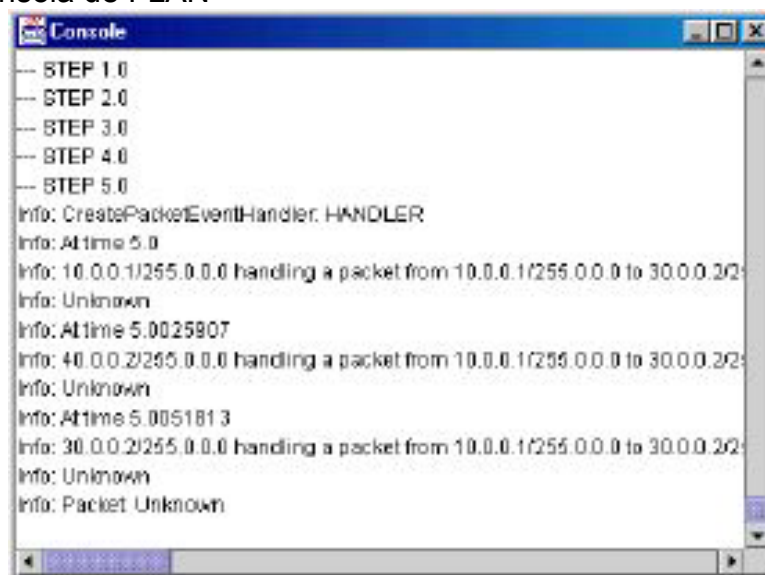 Console
--- STEP 1.0
--- STEP 2.0
--- STEP 3.0
--- STEP 4.0
--- STEP 5.0
Info: CreatePacketEventHandler: HANDLER
Info: At time 5.0
Info: 10.0.0.1/255.0.0.0 handling a packet from 10.0.0.1/255.0.0.0 to 30.0.0.2/2
Info: Unknown
Info: At time 5.0025907
Info: 40.0.0.2/255.0.0.0 handling a packet from 10.0.0.1/255.0.0.0 to 30.0.0.2/2
Info: Unknown
Info: At time 5.0051813
Info: 30.0.0.2/255.0.0.0 handling a packet from 10.0.0.1/255.0.0.0 to 30.0.0.2/2
Info: Unknown
Info: Packet Unknown